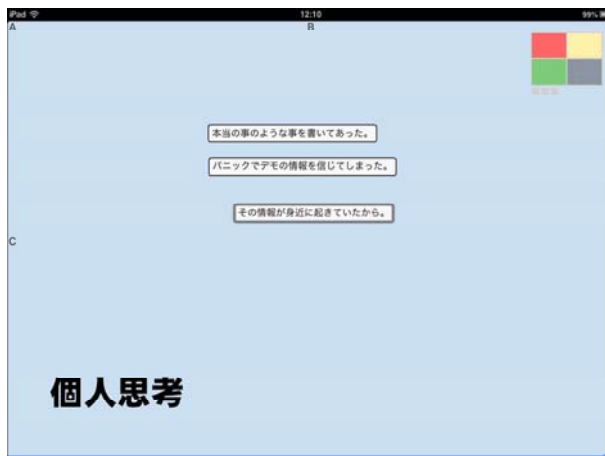 iPad 12:10 99%
A B
本当の事のような事を書いてあった。
パニックでデモの情報を信じてしまった。
その情報が身近に起きていたから。
C
個人思考